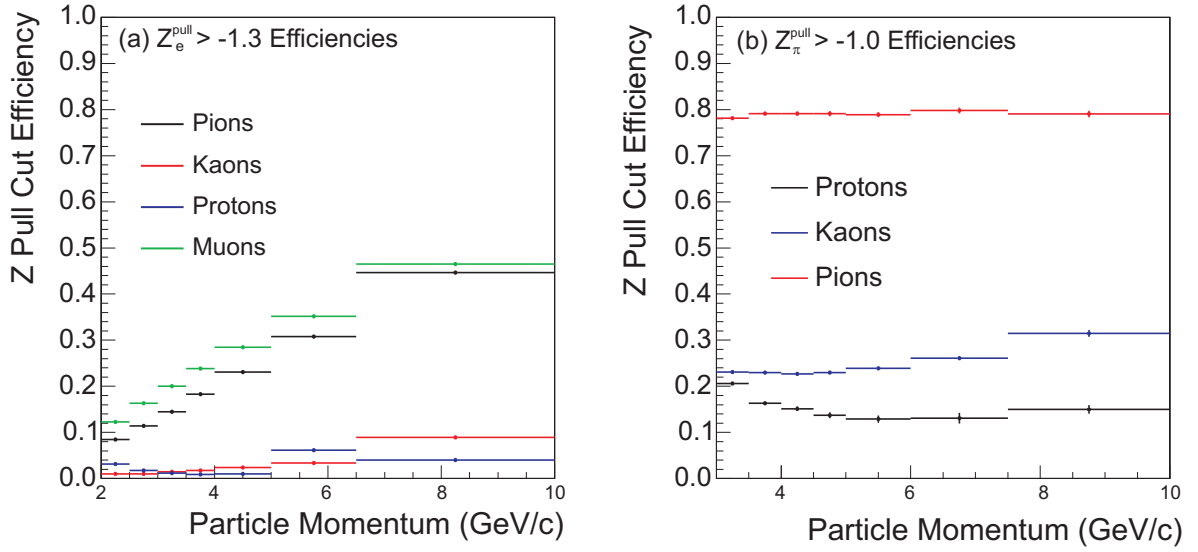 (a) Z_e^pull > -1.3 Efficiencies
Z Pull Cut Efficiency
1.0
0.9
0.8
0.7
0.6
0.5
0.4
0.3
0.2
0.1
0.0
Pions
Kaons
Protons
Muons
2 4 6 8 10
Particle Momentum (GeV/c)
(b) Z_π^pull > -1.0 Efficiencies
Z Pull Cut Efficiency
1.0
0.9
0.8
0.7
0.6
0.5
0.4
0.3
0.2
0.1
0.0
Protons
Kaons
Pions
4 6 8 10
Particle Momentum (GeV/c)